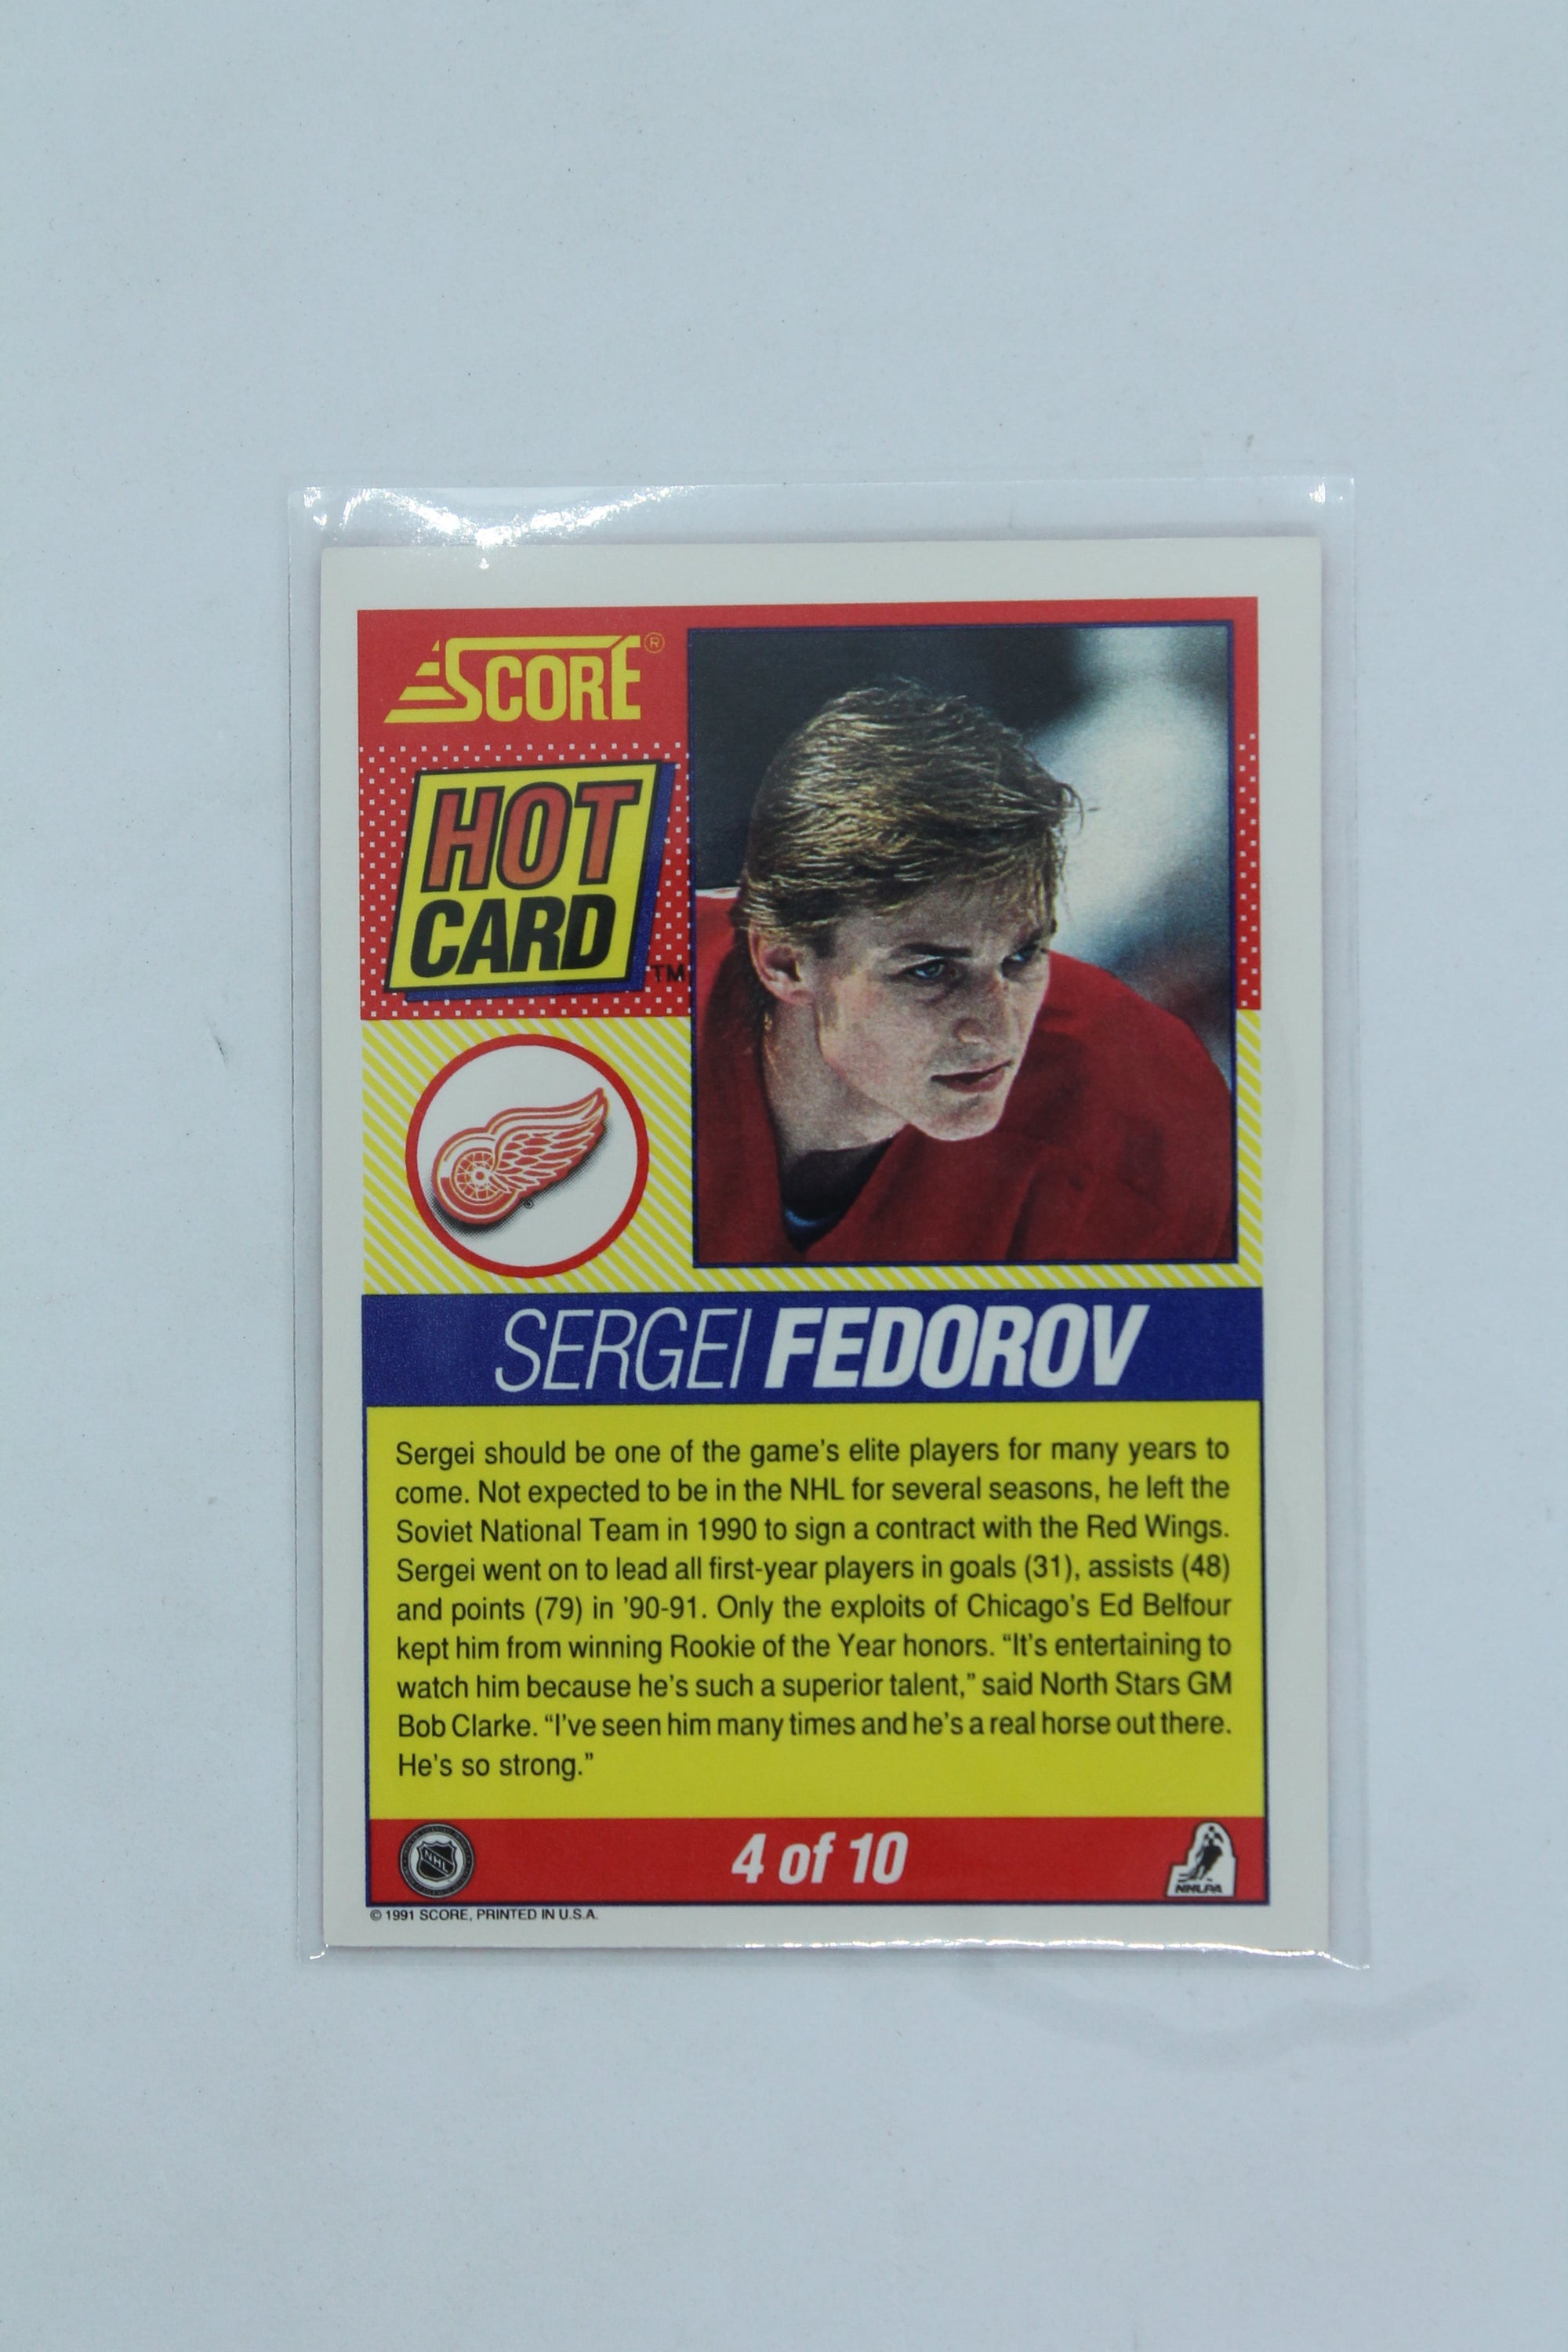 SCORE®
HOT
CARD
TM
SERGEI FEDOROV
Sergei should be one of the game's elite players for many years to
come. Not expected to be in the NHL for several seasons, he left the
Soviet National Team in 1990 to sign a contract with the Red Wings.
Sergei went on to lead all first-year players in goals (31), assists (48)
and points (79) in '90-91. Only the exploits of Chicago's Ed Belfour
kept him from winning Rookie of the Year honors. “It's entertaining to
watch him because he's such a superior talent,” said North Stars GM
Bob Clarke. “I've seen him many times and he's a real horse out there.
He's so strong.”
NHL
4 of 10
NHLPA
© 1991 SCORE, PRINTED IN U.S.A.